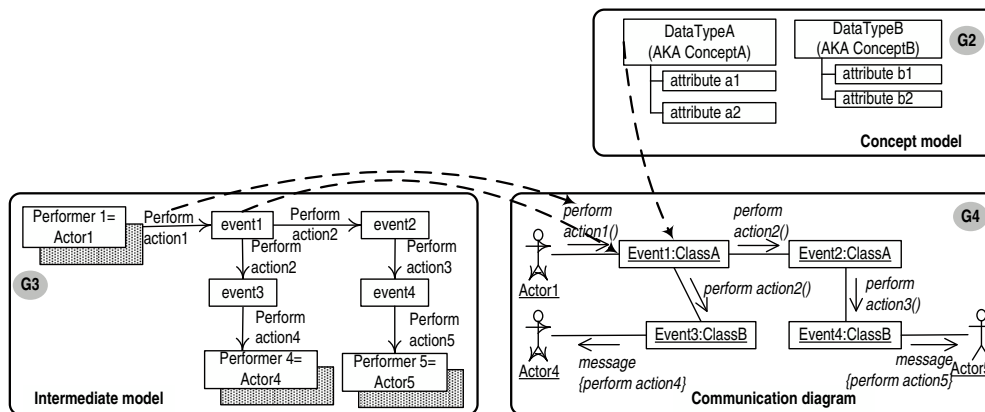 DataTypeA
(AKA ConceptA)
attribute a1
attribute a2
DataTypeB
(AKA ConceptB)
attribute b1
attribute b2
G2
Concept model
Performer 1=
Actor1
Perform
action1
event1
Perform
action2
event2
Perform
action2
Perform
action3
G3
event3
event4
Perform
action4
Perform
action5
Performer 4=
Actor4
Performer 5=
Actor5
Intermediate model
perform
action1()
perform
action2()
G4
Event1:ClassA
Event2:ClassA
Actor1
perform action2()
perform
action3()
Event3:ClassB
Event4:ClassB
Actor4
message
{perform action4}
message
{perform action5}
Actor5
Communication diagram